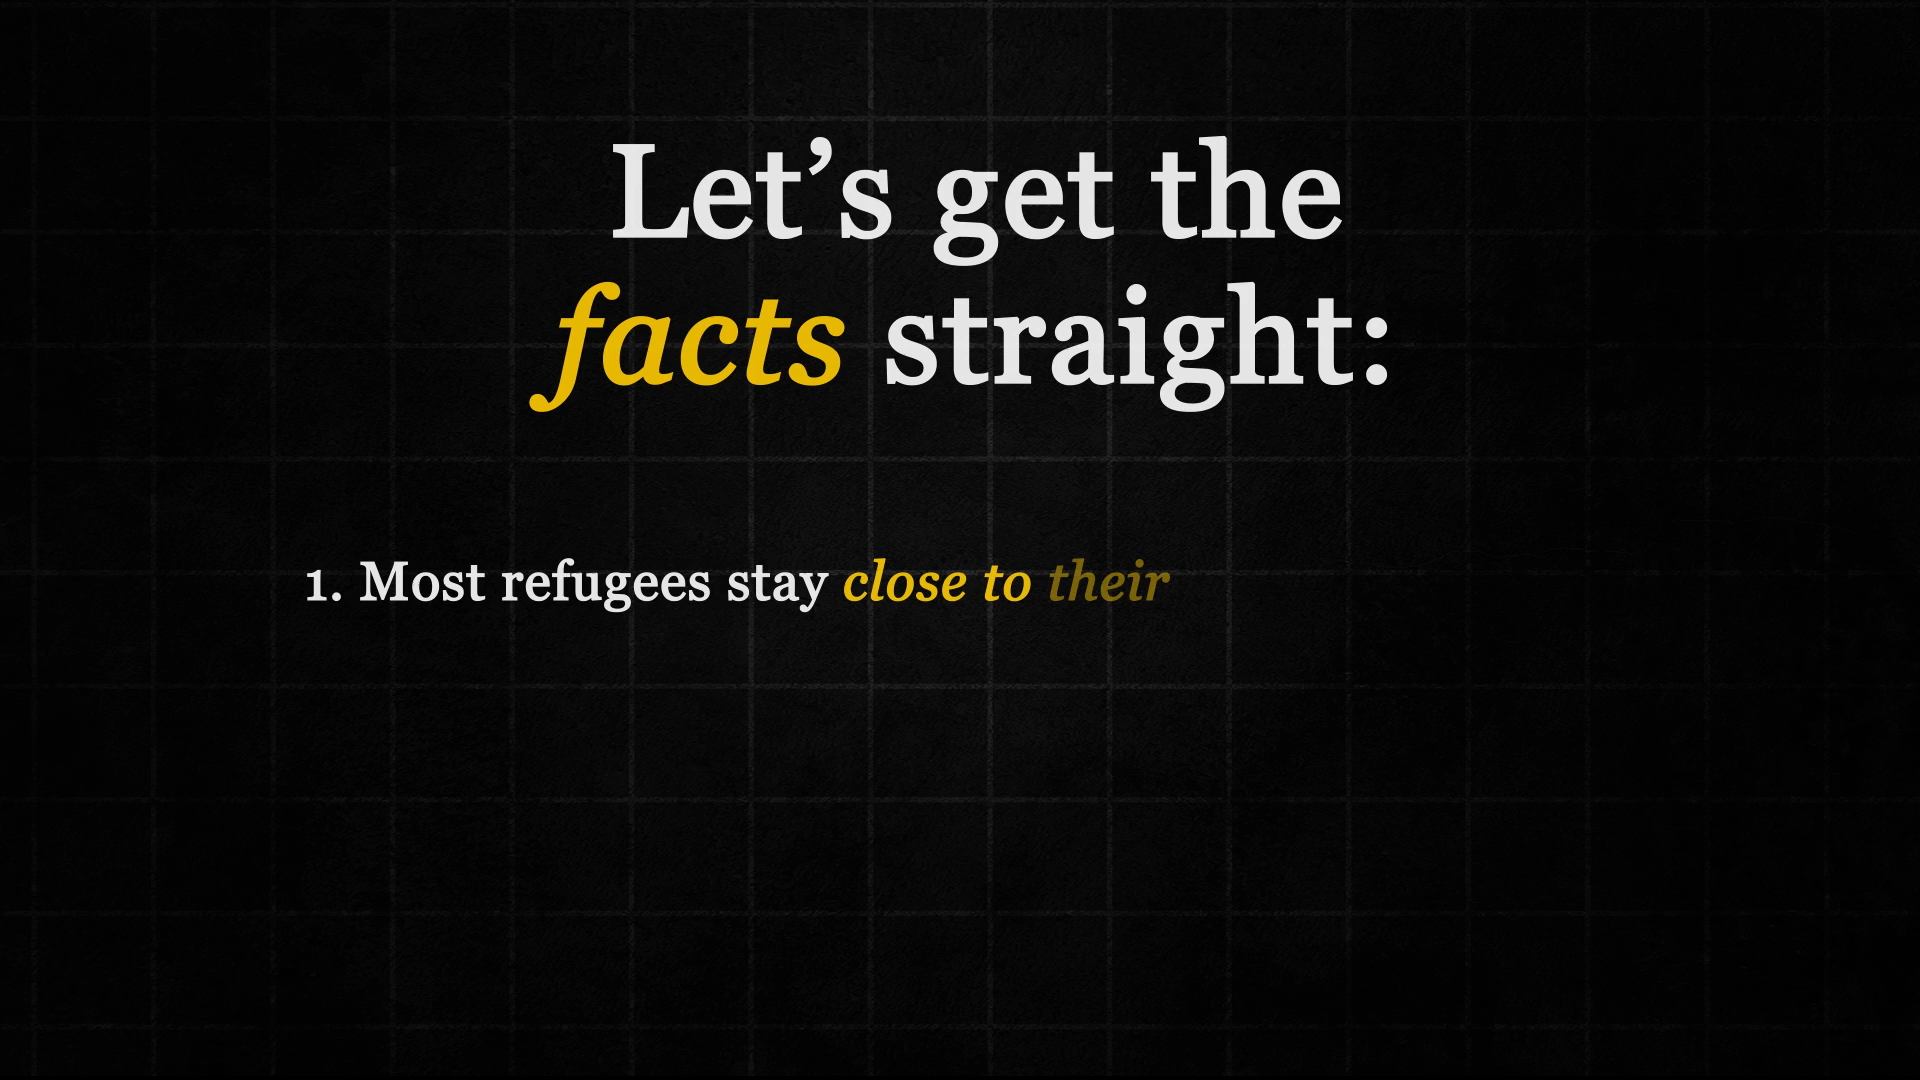 Let’s get the
facts straight:
1. Most refugees stay close to their